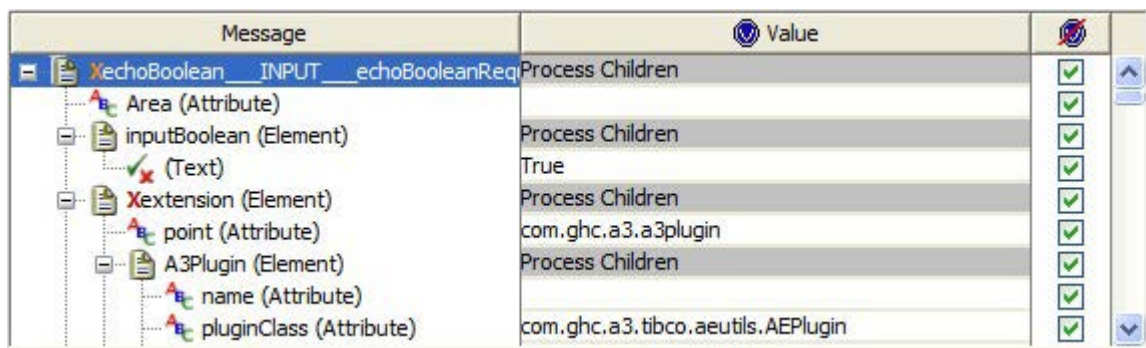 Message Value
XechoBoolean___INPUT___echoBooleanReq Process Children
Area (Attribute)
inputBoolean (Element) Process Children
(Text) True
Xextension (Element) Process Children
point (Attribute) com.ghc.a3.a3plugin
A3Plugin (Element) Process Children
name (Attribute)
pluginClass (Attribute) com.ghc.a3.tibco.aeutils.AEPlugin